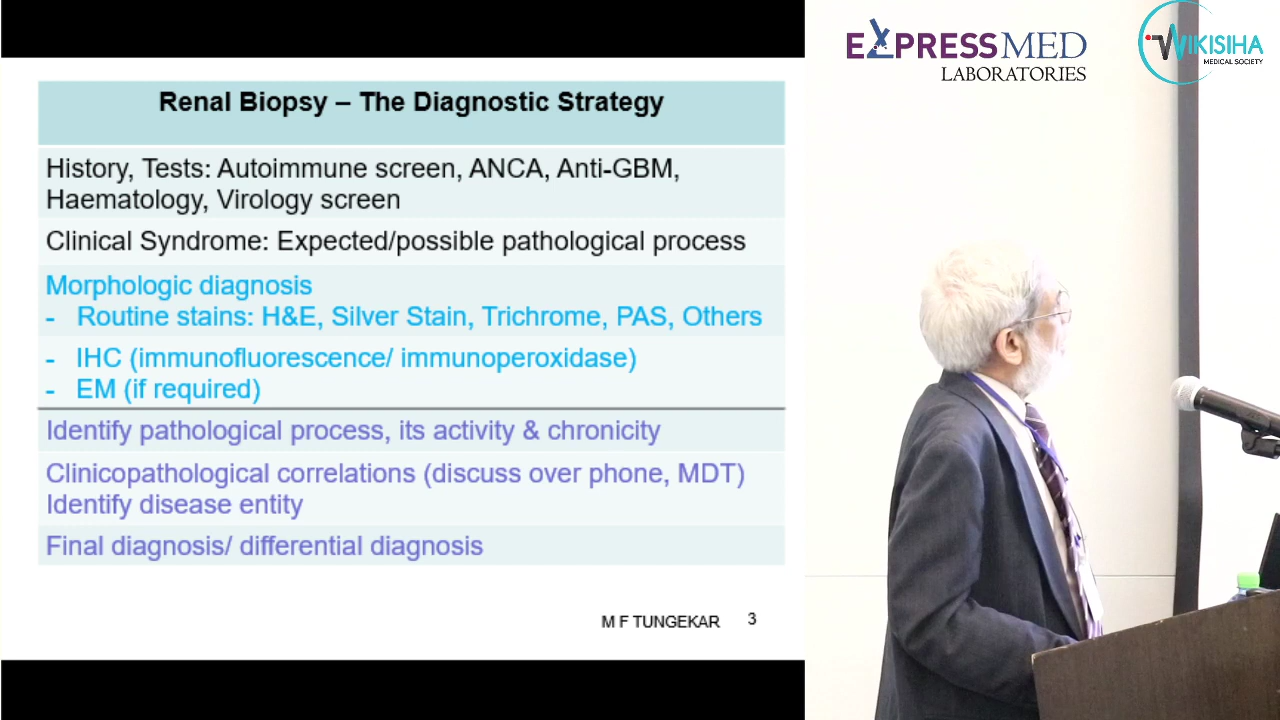 Renal Biopsy – The Diagnostic Strategy
History, Tests: Autoimmune screen, ANCA, Anti-GBM,
Haematology, Virology screen
Clinical Syndrome: Expected/possible pathological process
Morphologic diagnosis
- Routine stains: H&E, Silver Stain, Trichrome, PAS, Others
- IHC (immunofluorescence/ immunoperoxidase)
- EM (if required)
Identify pathological process, its activity & chronicity
Clinicopathological correlations (discuss over phone, MDT)
Identify disease entity
Final diagnosis/ differential diagnosis
M F TUNGEKAR 3
EXPRESSMED
LABORATORIES
WIKISIHA
MEDICAL SOCIETY